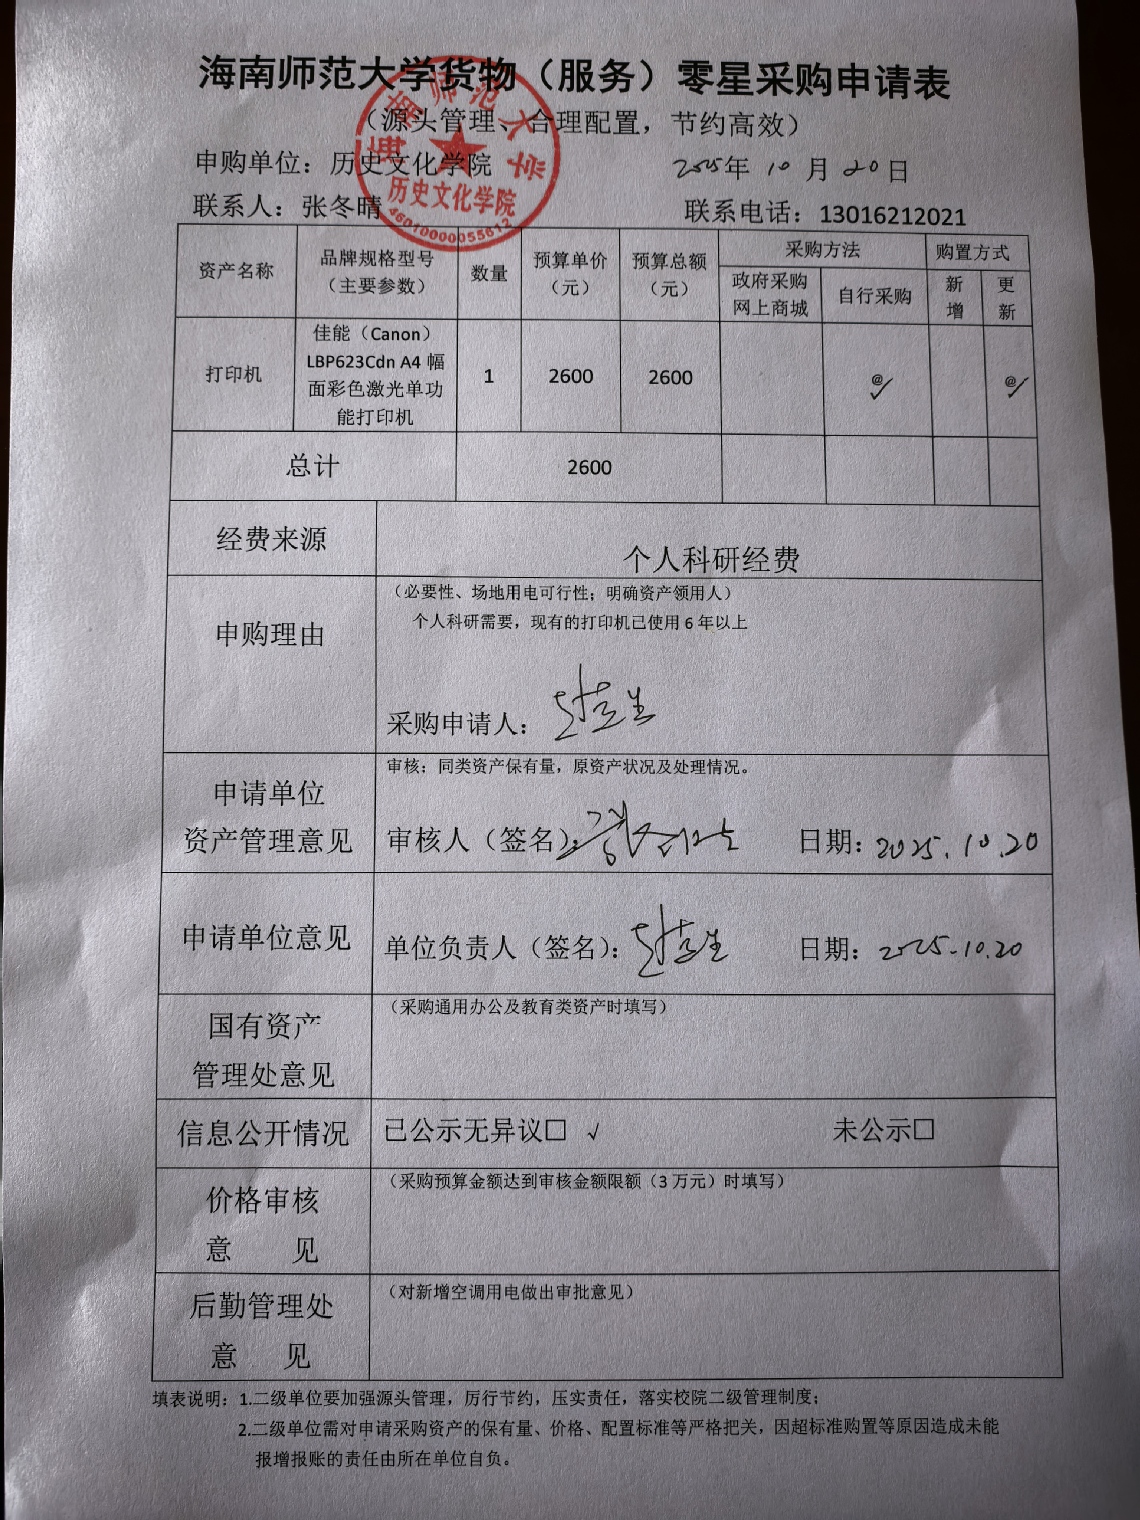 海南师范大学货物（服务）零星采购申请表
（源头管理、合理配置，节约高效）
申购单位：历史文化学院 2025年 10 月 20 日
联系人：张冬晴 联系电话：13016212021
海南师范大学
历史文化学院
46010000055612
资产名称 品牌规格型号（主要参数） 数量 预算单价（元） 预算总额（元） 采购方法 购置方式
政府采购网上商城 自行采购 新增 更新
打印机 佳能（Canon） 1 2600 2600 @✓ @✓
LBP623Cdn A4 幅
面彩色激光单功
能打印机
总计 2600
经费来源 个人科研经费
申购理由 （必要性、场地用电可行性；明确资产领用人）
个人科研需要，现有的打印机已使用 6 年以上
采购申请人：
申请单位 审核：同类资产保有量，原资产状况及处理情况。
资产管理意见 审核人（签名）： 日期：2025.10.20
申请单位意见 单位负责人（签名）： 日期：2025.10.20
国有资产 （采购通用办公及教育类资产时填写）
管理处意见
信息公开情况 已公示无异议□ √ 未公示□
价格审核 （采购预算金额达到审核金额限额（3 万元）时填写）
意 见
后勤管理处 （对新增空调用电做出审批意见）
意 见
填表说明：1.二级单位要加强源头管理，厉行节约，压实责任，落实校院二级管理制度；
2.二级单位需对申请采购资产的保有量、价格、配置标准等严格把关，因超标准购置等原因造成未能
报增报账的责任由所在单位自负。